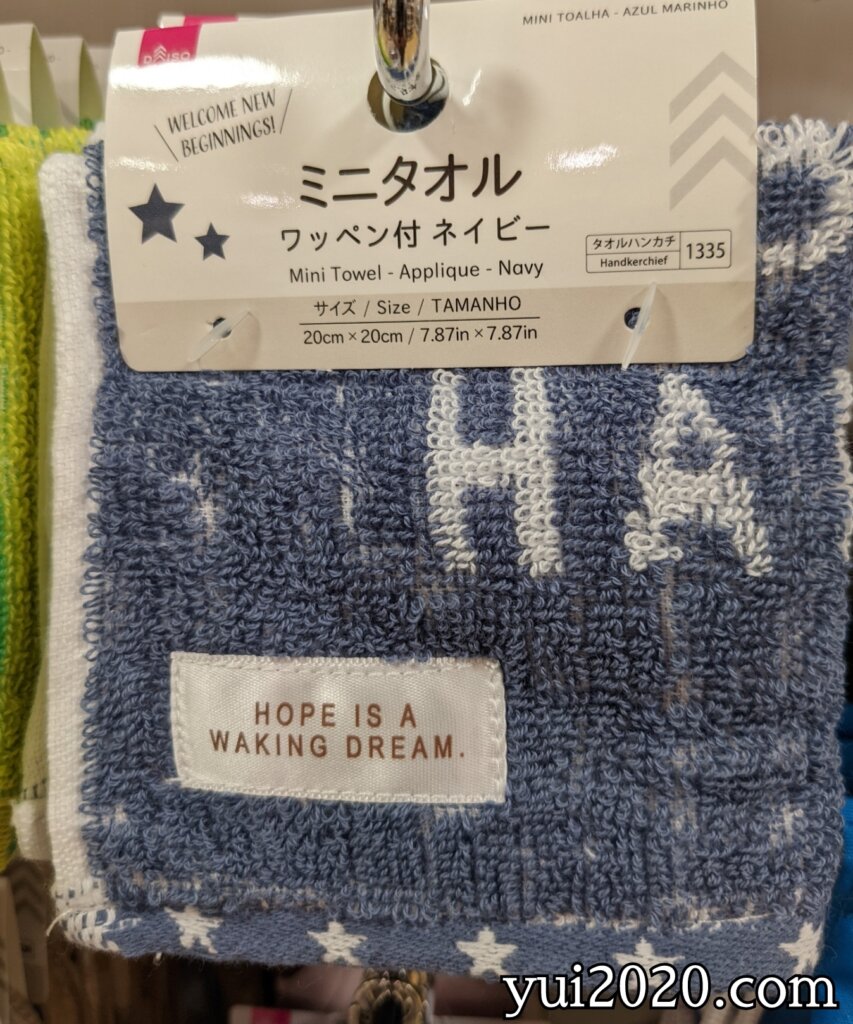 MINI TOALHA - AZUL MARINHO
DAISO
WELCOME NEW
BEGINNINGS!
ミニタオル
ワッペン付 ネイビー
Mini Towel - Applique - Navy
タオルハンカチ
Handkerchief
1335
サイズ / Size / TAMANHO
20cm×20cm / 7.87in×7.87in
HA
HOPE IS A
WAKING DREAM.
yui2020.com